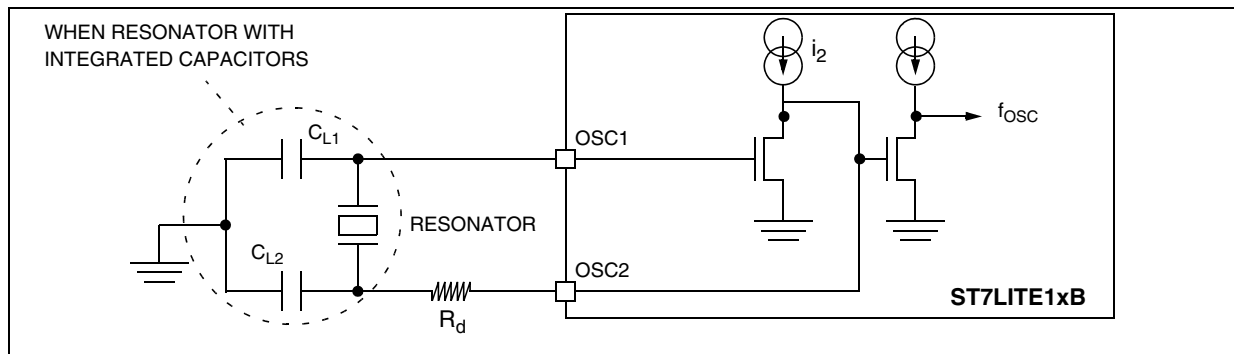 WHEN RESONATOR WITH
INTEGRATED CAPACITORS
i2
fOSC
CL1
OSC1
RESONATOR
CL2
OSC2
Rd
ST7LITE1xB